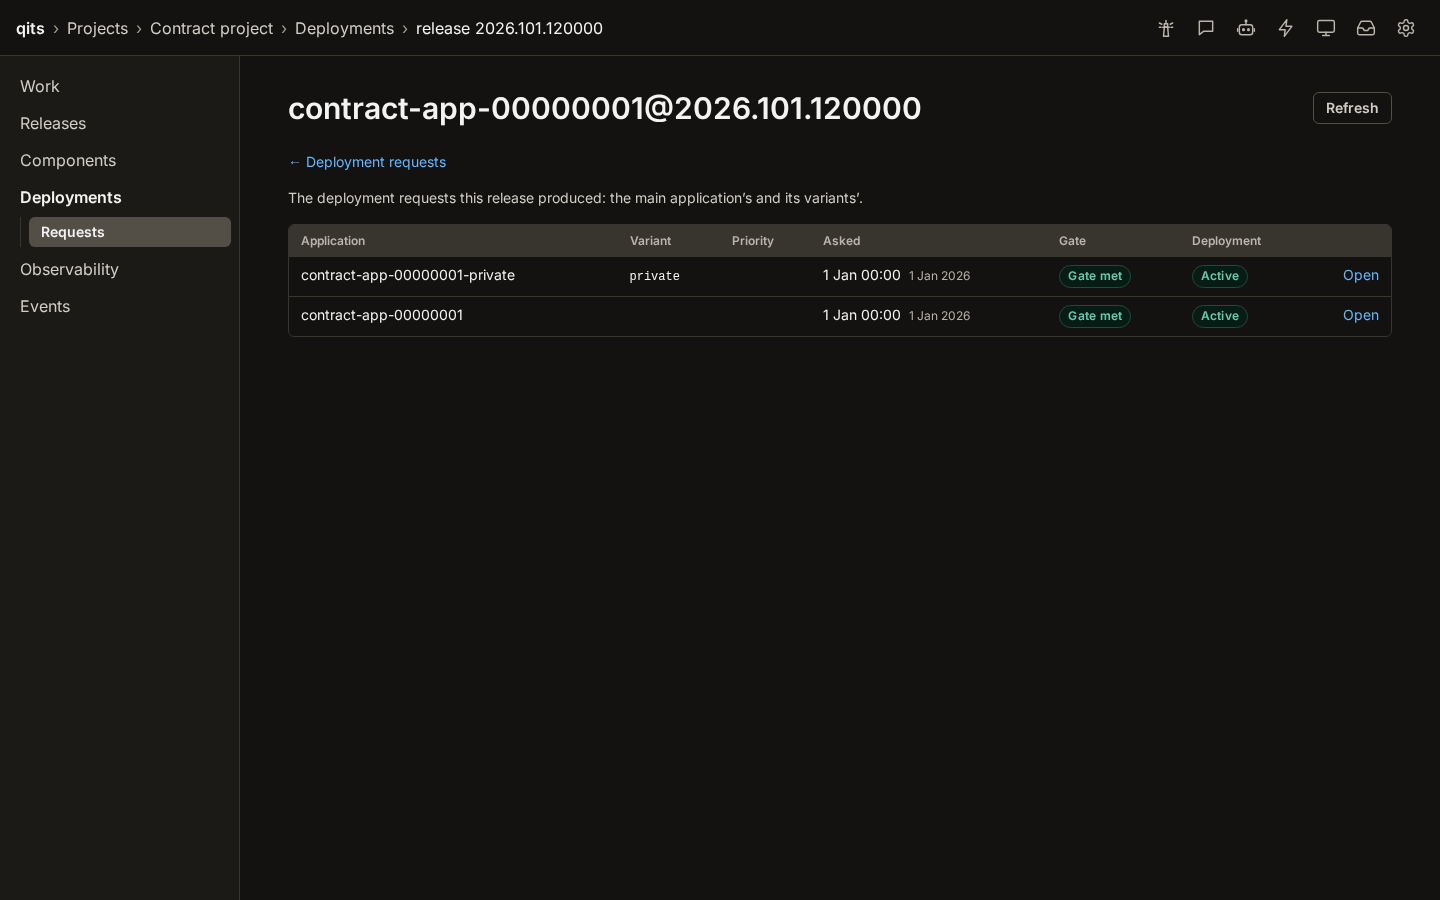 qits › Projects › Contract project › Deployments › release 2026.101.120000
Work
Releases
Components
Deployments
Requests
Observability
Events
contract-app-00000001@2026.101.120000
Refresh
← Deployment requests
The deployment requests this release produced: the main application’s and its variants’.
Application Variant Priority Asked Gate Deployment
contract-app-00000001-private private 1 Jan 00:00 1 Jan 2026 Gate met Active Open
contract-app-00000001 1 Jan 00:00 1 Jan 2026 Gate met Active Open